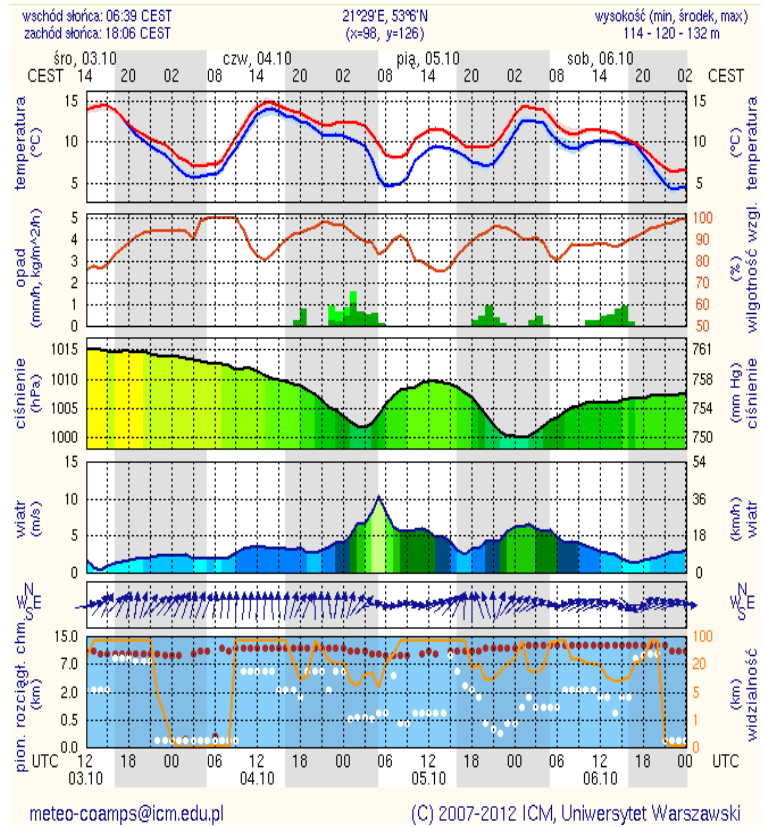 wschód słońca: 06:39 CEST 21°29'E, 53°6'N wysokość (min, środek, max)
zachód słońca: 18:06 CEST (x=98, y=126) 114 - 120 - 132 m
śro, 03.10 czw, 04.10 pią, 05.10 sob, 06.10
CEST CEST
14 20 02 08 14 20 02 08 14 20 02 08 14 20 02
temperatura
(°C)
15 10 5
15 10 5
(°C)
temperatura
opad
(mm/h, kg/m^2/h)
5 4 3 2 1 0
100 90 80 70 60 50
(%)
wilgotność wzgl.
ciśnienie
(hPa)
1015 1010 1005 1000
761 758 754 750
(mm Hg)
ciśnienie
wiatr
(m/s)
15 10 5 0
54 36 18 0
(km/h)
wiatr
N
W E
S
N
W E
S
pion. rozciągł. chm.
(km)
15.0 7.0 2.0 0.5 0.0
100 20 5 1 0
(km)
widzialność
UTC UTC
12 18 00 06 12 18 00 06 12 18 00 06 12 18 00
03.10 04.10 05.10 06.10
meteo-coamps@icm.edu.pl (C) 2007-2012 ICM, Uniwersytet Warszawski